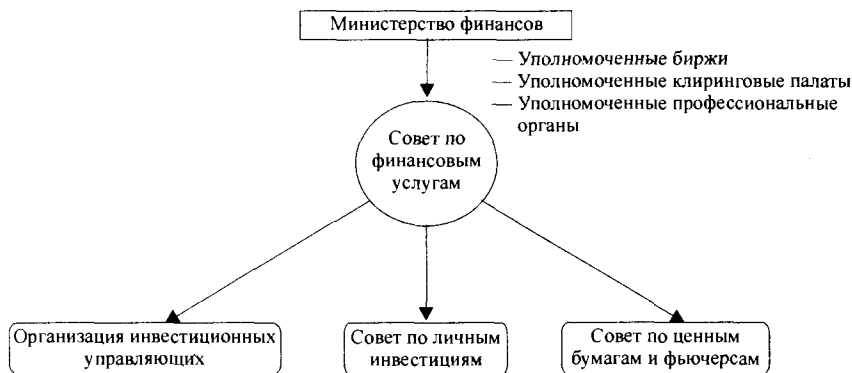 Министерство финансов
— Уполномоченные биржи
— Уполномоченные клиринговые палаты
— Уполномоченные профессиональные
органы
Совет по
финансовым
услугам
Организация инвестиционных
управляющих
Совет по личным
инвестициям
Совет по ценным
бумагам и фьючерсам